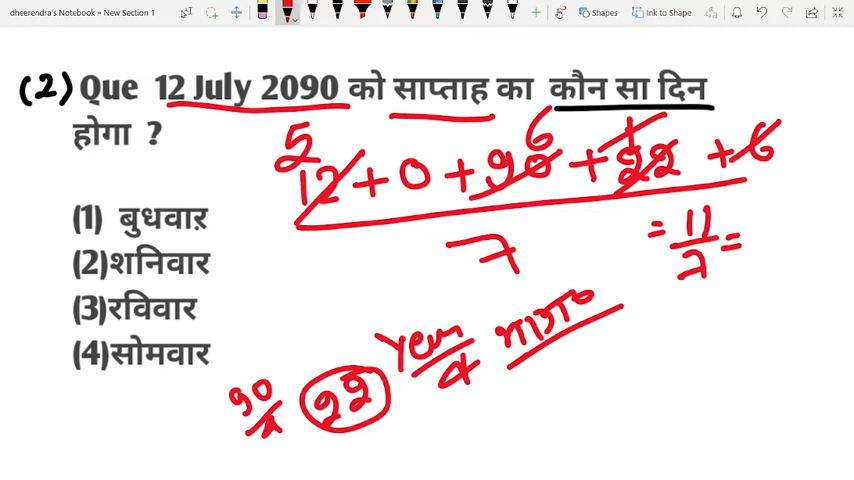 dheerendra's Notebook » New Section 1
Shapes
Ink to Shape
(2) Que 12 July 2090 को साप्ताह का कौन सा दिन
होगा ?
5 6 1
12 + 0 + 90 + 22 + 6
7
= 11/7 =
(1) बुधवाऱ
(2)शनिवार
(3)रविवार
(4)सोमवार
Year/4
90/4 22